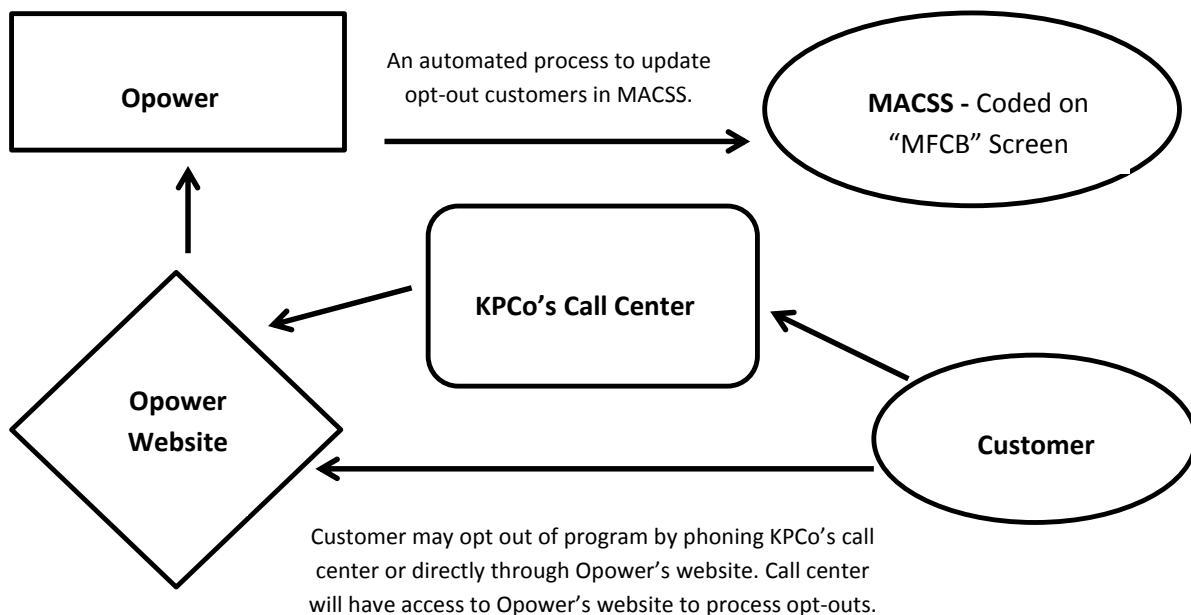 An automated process to update
opt-out customers in MACSS.
Opower
MACSS - Coded on
“MFCB” Screen
KPCo’s Call Center
Opower
Website
Customer
Customer may opt out of program by phoning KPCo’s call
center or directly through Opower’s website. Call center
will have access to Opower’s website to process opt-outs.